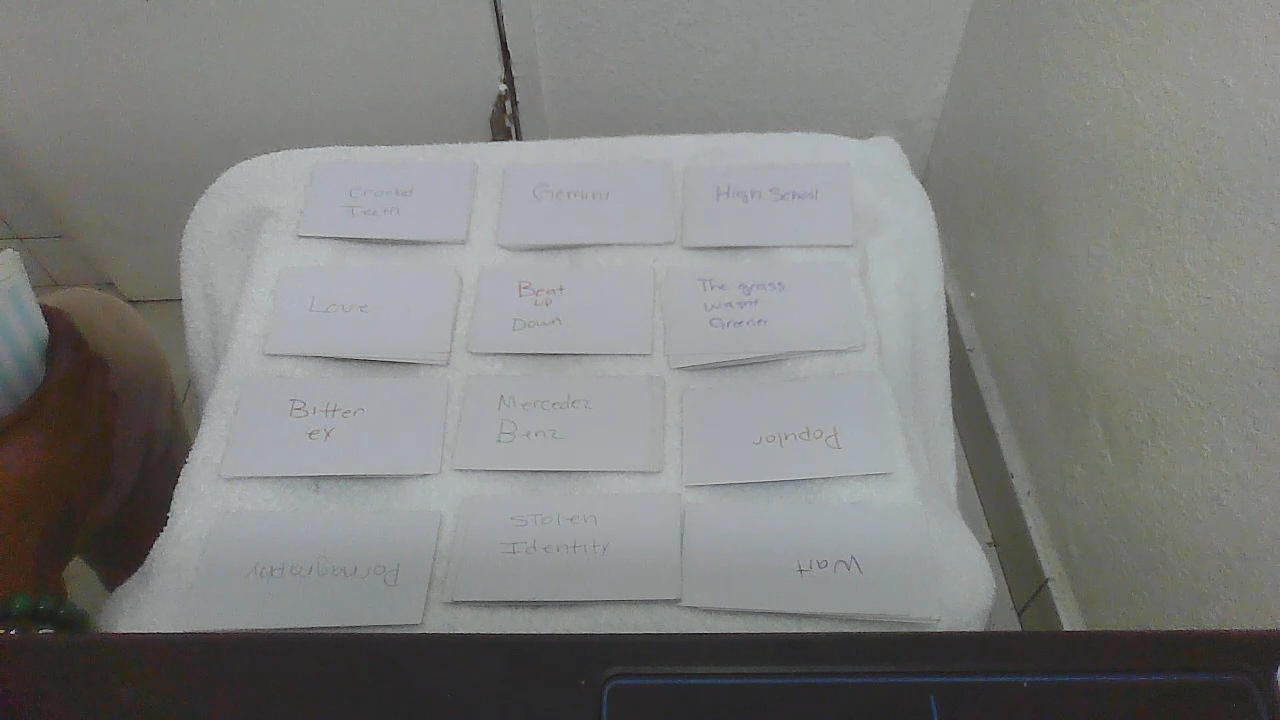 Crooked
Teeth
Gemini
High School
Love
Beat
UP
Down
The grass
wasnt
Greener
Bitter
ex
Mercedez
Benz
Popular
Pornography
STolen
Identity
Wait